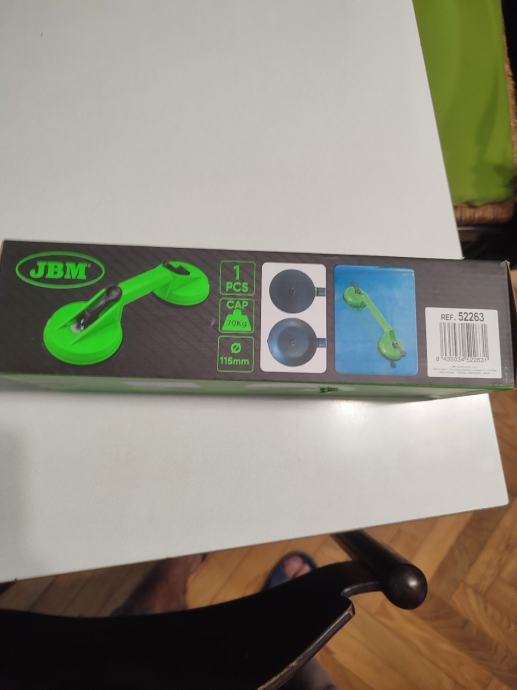 JBM®
1
PCS
CAP
70Kg
Ø
115mm
REF. 52263